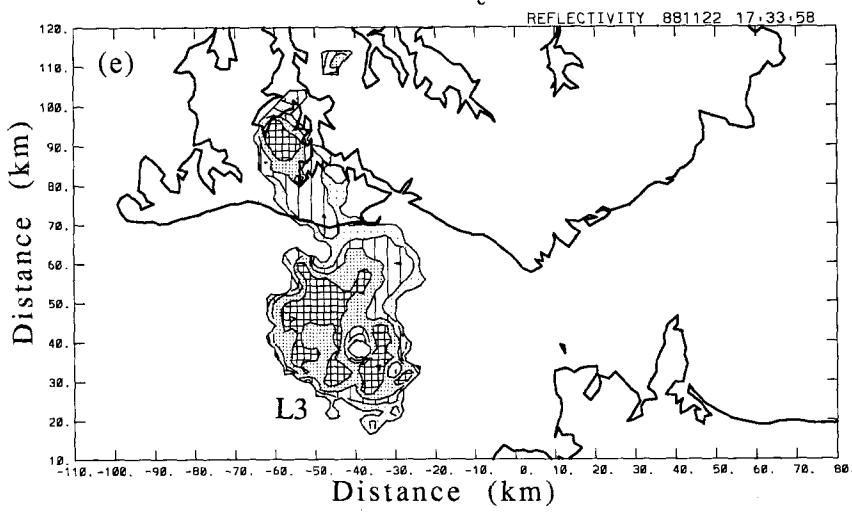 REFLECTIVITY 881122 17:33:58
120.
110.
100.
90.
80.
70.
60.
50.
40.
30.
20.
10.
(e)
Distance (km)
L3
-110. -100. -90. -80. -70. -60. -50. -40. -30. -20. -10. 0. 10. 20. 30. 40. 50. 60. 70. 80.
Distance (km)